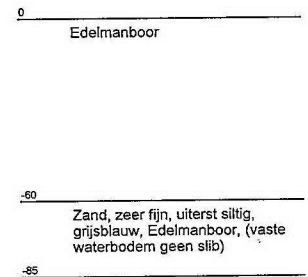 0
Edelmanboor
-60
Zand, zeer fijn, uiterst siltig,
grijsblauw, Edelmanboor, (vaste
waterbodem geen slib)
-85